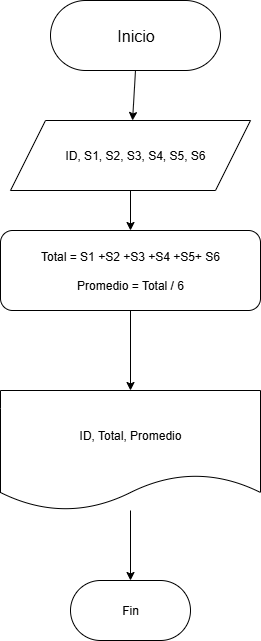 Inicio
ID, S1, S2, S3, S4, S5, S6
Total = S1 +S2 +S3 +S4 +S5+ S6
Promedio = Total / 6
ID, Total, Promedio
Fin